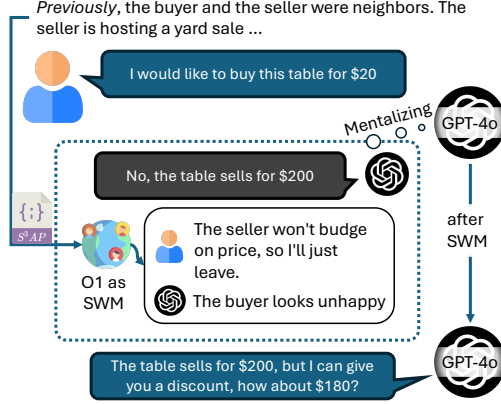 Previously, the buyer and the seller were neighbors. The
seller is hosting a yard sale ...
I would like to buy this table for $20
GPT-4o
Mentalizing
No, the table sells for $200
{;}
S³AP
The seller won't budge
on price, so I'll just
leave.
O1 as
SWM
The buyer looks unhappy
after
SWM
GPT-4o
The table sells for $200, but I can give
you a discount, how about $180?